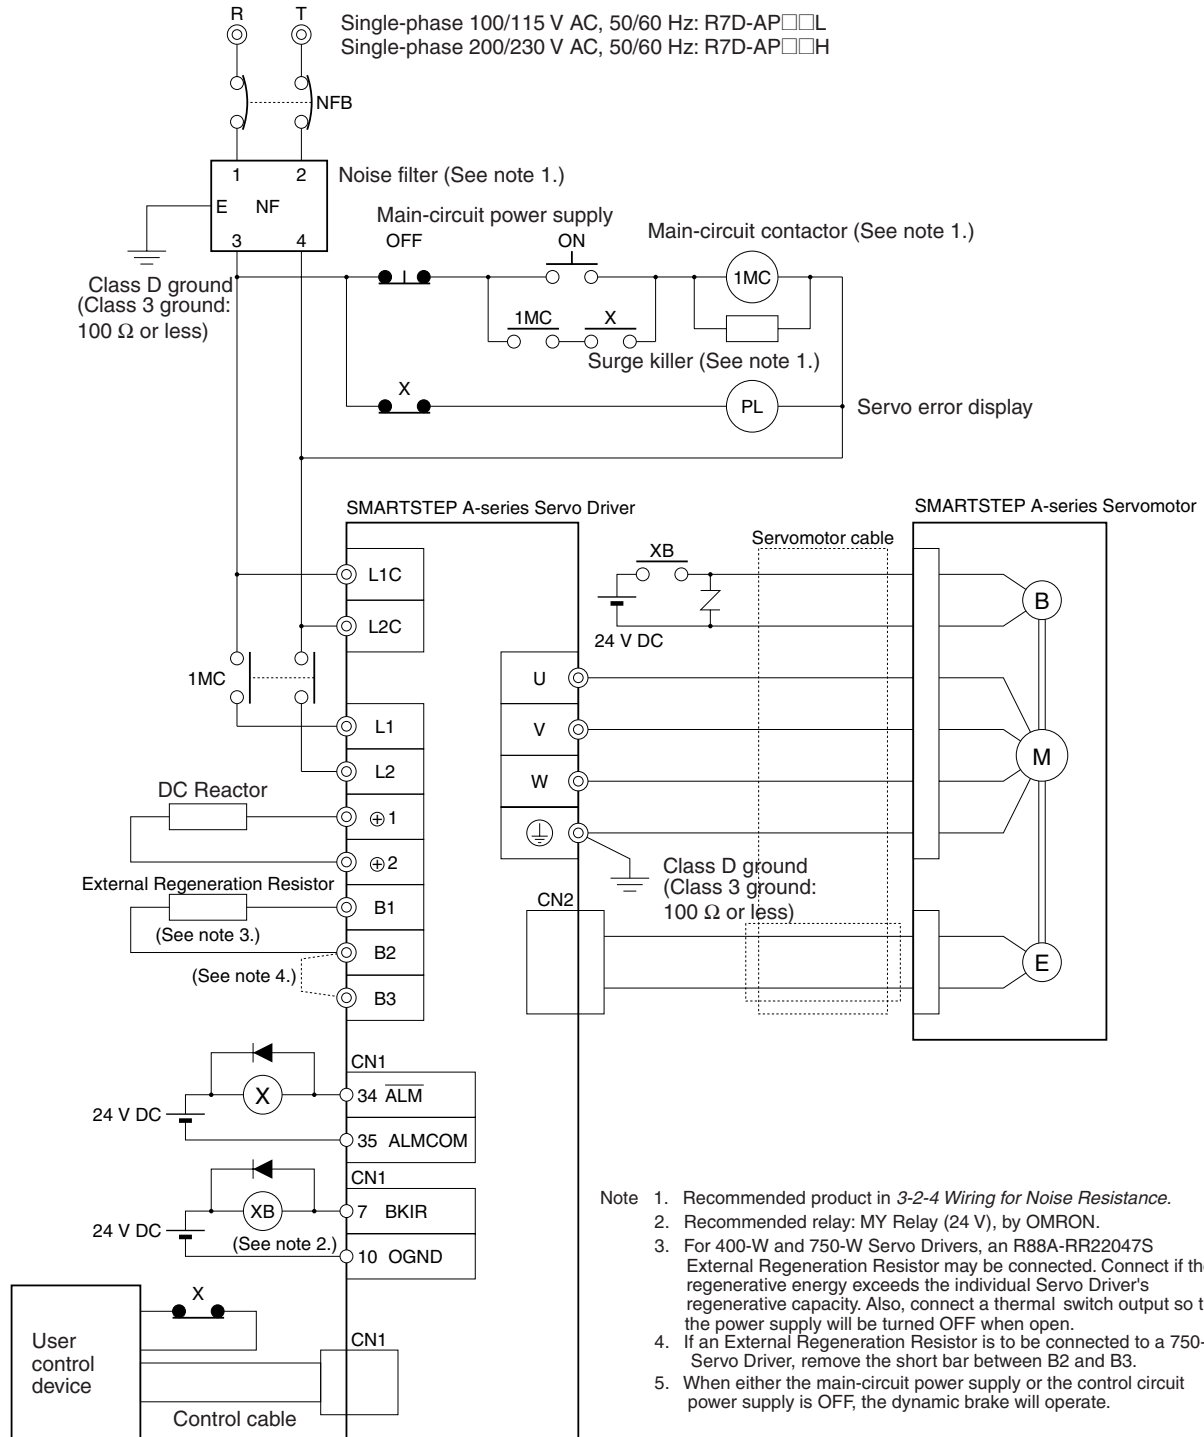 R T
Single-phase 100/115 V AC, 50/60 Hz: R7D-AP□□L
Single-phase 200/230 V AC, 50/60 Hz: R7D-AP□□H
NFB
1 2
Noise filter (See note 1.)
E NF
3 4
Main-circuit power supply
OFF ON
Main-circuit contactor (See note 1.)
1MC
Class D ground
(Class 3 ground:
100 Ω or less)
1MC X
Surge killer (See note 1.)
X
PL
Servo error display
SMARTSTEP A-series Servo Driver
SMARTSTEP A-series Servomotor
Servomotor cable
XB
L1C
B
L2C
24 V DC
1MC
U
L1
V
M
L2
W
DC Reactor
⊕1
⊕2
Class D ground
(Class 3 ground:
100 Ω or less)
External Regeneration Resistor
B1
CN2
(See note 3.)
B2
E
(See note 4.)
B3
CN1
X
34 A̅L̅M̅
24 V DC
35 ALMCOM
CN1
XB
7 BKIR
24 V DC
(See note 2.)
10 OGND
X
User
control
device
CN1
Control cable
Note 1. Recommended product in 3-2-4 Wiring for Noise Resistance.
2. Recommended relay: MY Relay (24 V), by OMRON.
3. For 400-W and 750-W Servo Drivers, an R88A-RR22047S
External Regeneration Resistor may be connected. Connect if the
regenerative energy exceeds the individual Servo Driver's
regenerative capacity. Also, connect a thermal switch output so
the power supply will be turned OFF when open.
4. If an External Regeneration Resistor is to be connected to a 750-
Servo Driver, remove the short bar between B2 and B3.
5. When either the main-circuit power supply or the control circuit
power supply is OFF, the dynamic brake will operate.